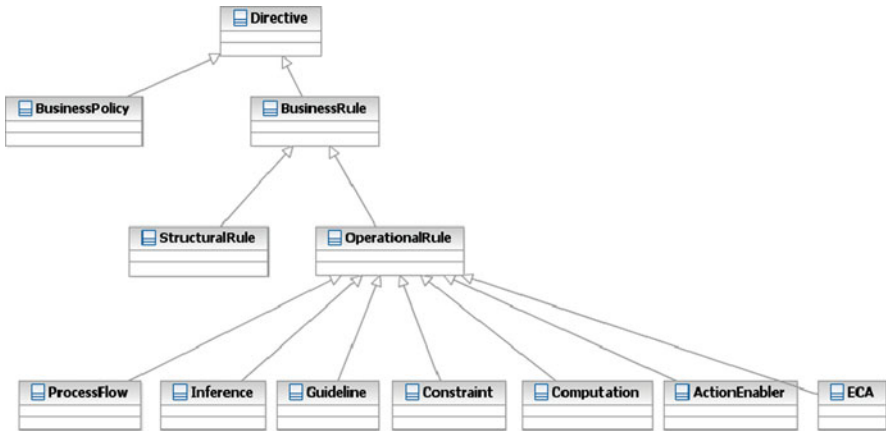 Directive
BusinessPolicy
BusinessRule
StructuralRule
OperationalRule
ProcessFlow
Inference
Guideline
Constraint
Computation
ActionEnabler
ECA